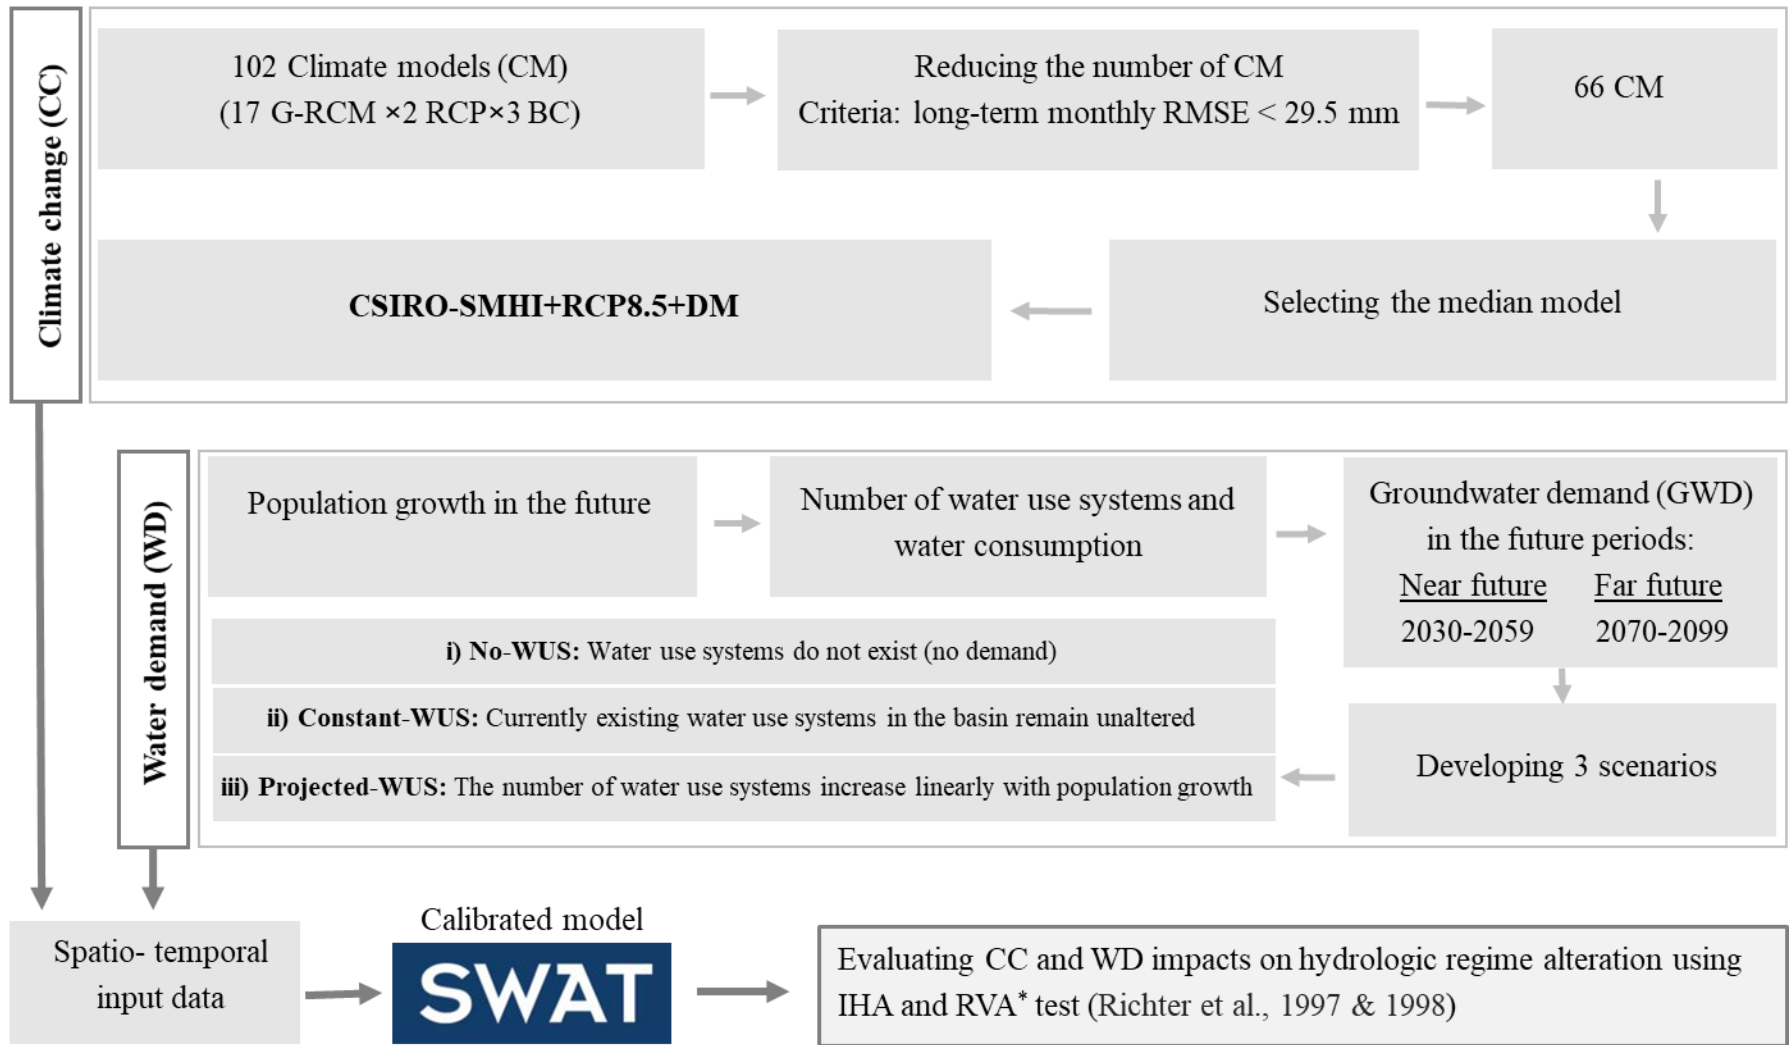 Climate change (CC)
102 Climate models (CM)
(17 G-RCM ×2 RCP×3 BC)
Reducing the number of CM
Criteria: long-term monthly RMSE < 29.5 mm
66 CM
CSIRO-SMHI+RCP8.5+DM
Selecting the median model
Water demand (WD)
Population growth in the future
Number of water use systems and
water consumption
Groundwater demand (GWD)
in the future periods:
Near future Far future
2030-2059 2070-2099
i) No-WUS: Water use systems do not exist (no demand)
ii) Constant-WUS: Currently existing water use systems in the basin remain unaltered
iii) Projected-WUS: The number of water use systems increase linearly with population growth
Developing 3 scenarios
Spatio- temporal
input data
Calibrated model
SWAT
Evaluating CC and WD impacts on hydrologic regime alteration using
IHA and RVA* test (Richter et al., 1997 & 1998)